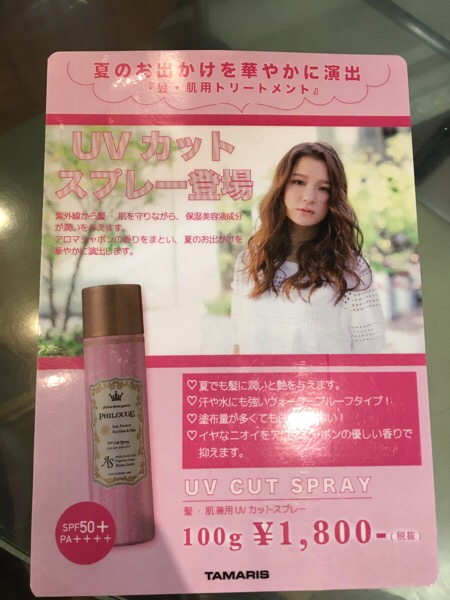 夏のお出かけを華やかに演出
『髪・肌用トリートメント』
UVカット
スプレー登場
紫外線から髪・肌を守りながら、保湿美容液成分
が潤いを与えます。
アロマシャボンの香りをまとい、夏のお出かけを
華やかに演出します。
♡夏でも髪に潤いと艶を与えます。
♡汗や水にも強いウォータープルーフタイプ！
♡塗布量が多くても
♡イヤなニオイをアロマシャボンの優しい香りで
抑えます。
PHILOUGE
UV Cut Spray
SPF50+
PA++++
UV CUT SPRAY
髪・肌兼用UVカットスプレー
100g ¥1,800-(税抜)
TAMARIS